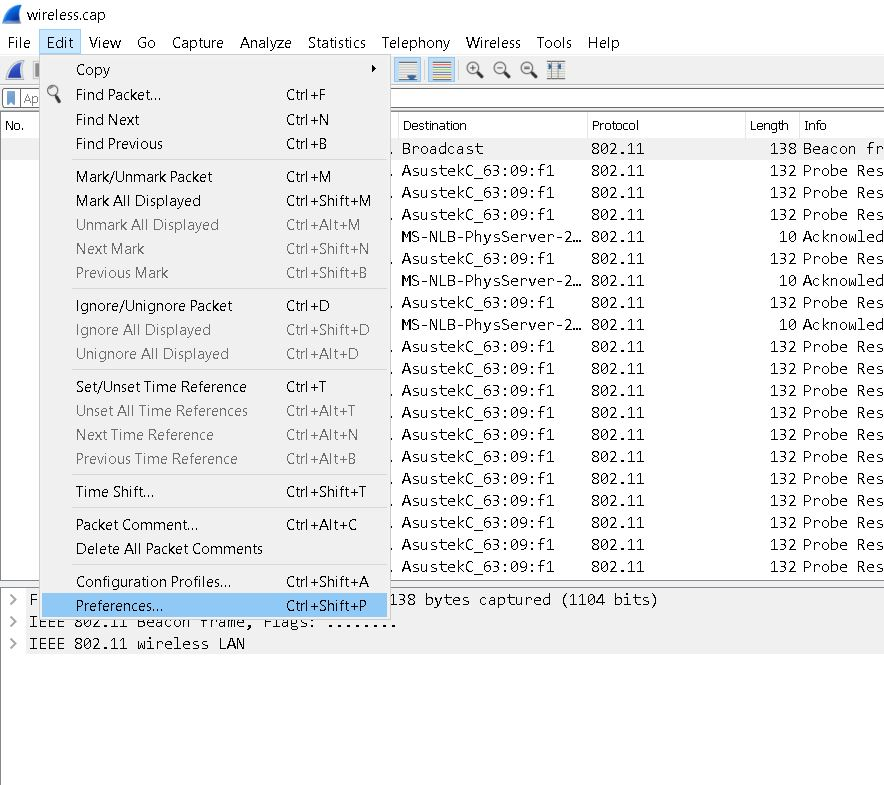 wireless.cap
File Edit View Go Capture Analyze Statistics Telephony Wireless Tools Help
Ap
No. Destination Protocol Length Info
Copy
Find Packet... Ctrl+F
Find Next Ctrl+N
Find Previous Ctrl+B
Mark/Unmark Packet Ctrl+M
Mark All Displayed Ctrl+Shift+M
Unmark All Displayed Ctrl+Alt+M
Next Mark Ctrl+Shift+N
Previous Mark Ctrl+Shift+B
Ignore/Unignore Packet Ctrl+D
Ignore All Displayed Ctrl+Shift+D
Unignore All Displayed Ctrl+Alt+D
Set/Unset Time Reference Ctrl+T
Unset All Time References Ctrl+Alt+T
Next Time Reference Ctrl+Alt+N
Previous Time Reference Ctrl+Alt+B
Time Shift... Ctrl+Shift+T
Packet Comment... Ctrl+Alt+C
Delete All Packet Comments
Configuration Profiles... Ctrl+Shift+A
Preferences... Ctrl+Shift+P
Broadcast 802.11 138 Beacon fr
AsustekC_63:09:f1 802.11 132 Probe Res
AsustekC_63:09:f1 802.11 132 Probe Res
AsustekC_63:09:f1 802.11 132 Probe Res
MS-NLB-PhysServer-2… 802.11 10 Acknowled
AsustekC_63:09:f1 802.11 132 Probe Res
MS-NLB-PhysServer-2… 802.11 10 Acknowled
AsustekC_63:09:f1 802.11 132 Probe Res
MS-NLB-PhysServer-2… 802.11 10 Acknowled
AsustekC_63:09:f1 802.11 132 Probe Res
AsustekC_63:09:f1 802.11 132 Probe Res
AsustekC_63:09:f1 802.11 132 Probe Res
AsustekC_63:09:f1 802.11 132 Probe Res
AsustekC_63:09:f1 802.11 132 Probe Res
AsustekC_63:09:f1 802.11 132 Probe Res
AsustekC_63:09:f1 802.11 132 Probe Res
AsustekC_63:09:f1 802.11 132 Probe Res
AsustekC_63:09:f1 802.11 132 Probe Res
AsustekC_63:09:f1 802.11 132 Probe Res
AsustekC_63:09:f1 802.11 132 Probe Res
F 138 bytes captured (1104 bits)
IEEE 802.11 Beacon frame, Flags: ........
IEEE 802.11 wireless LAN